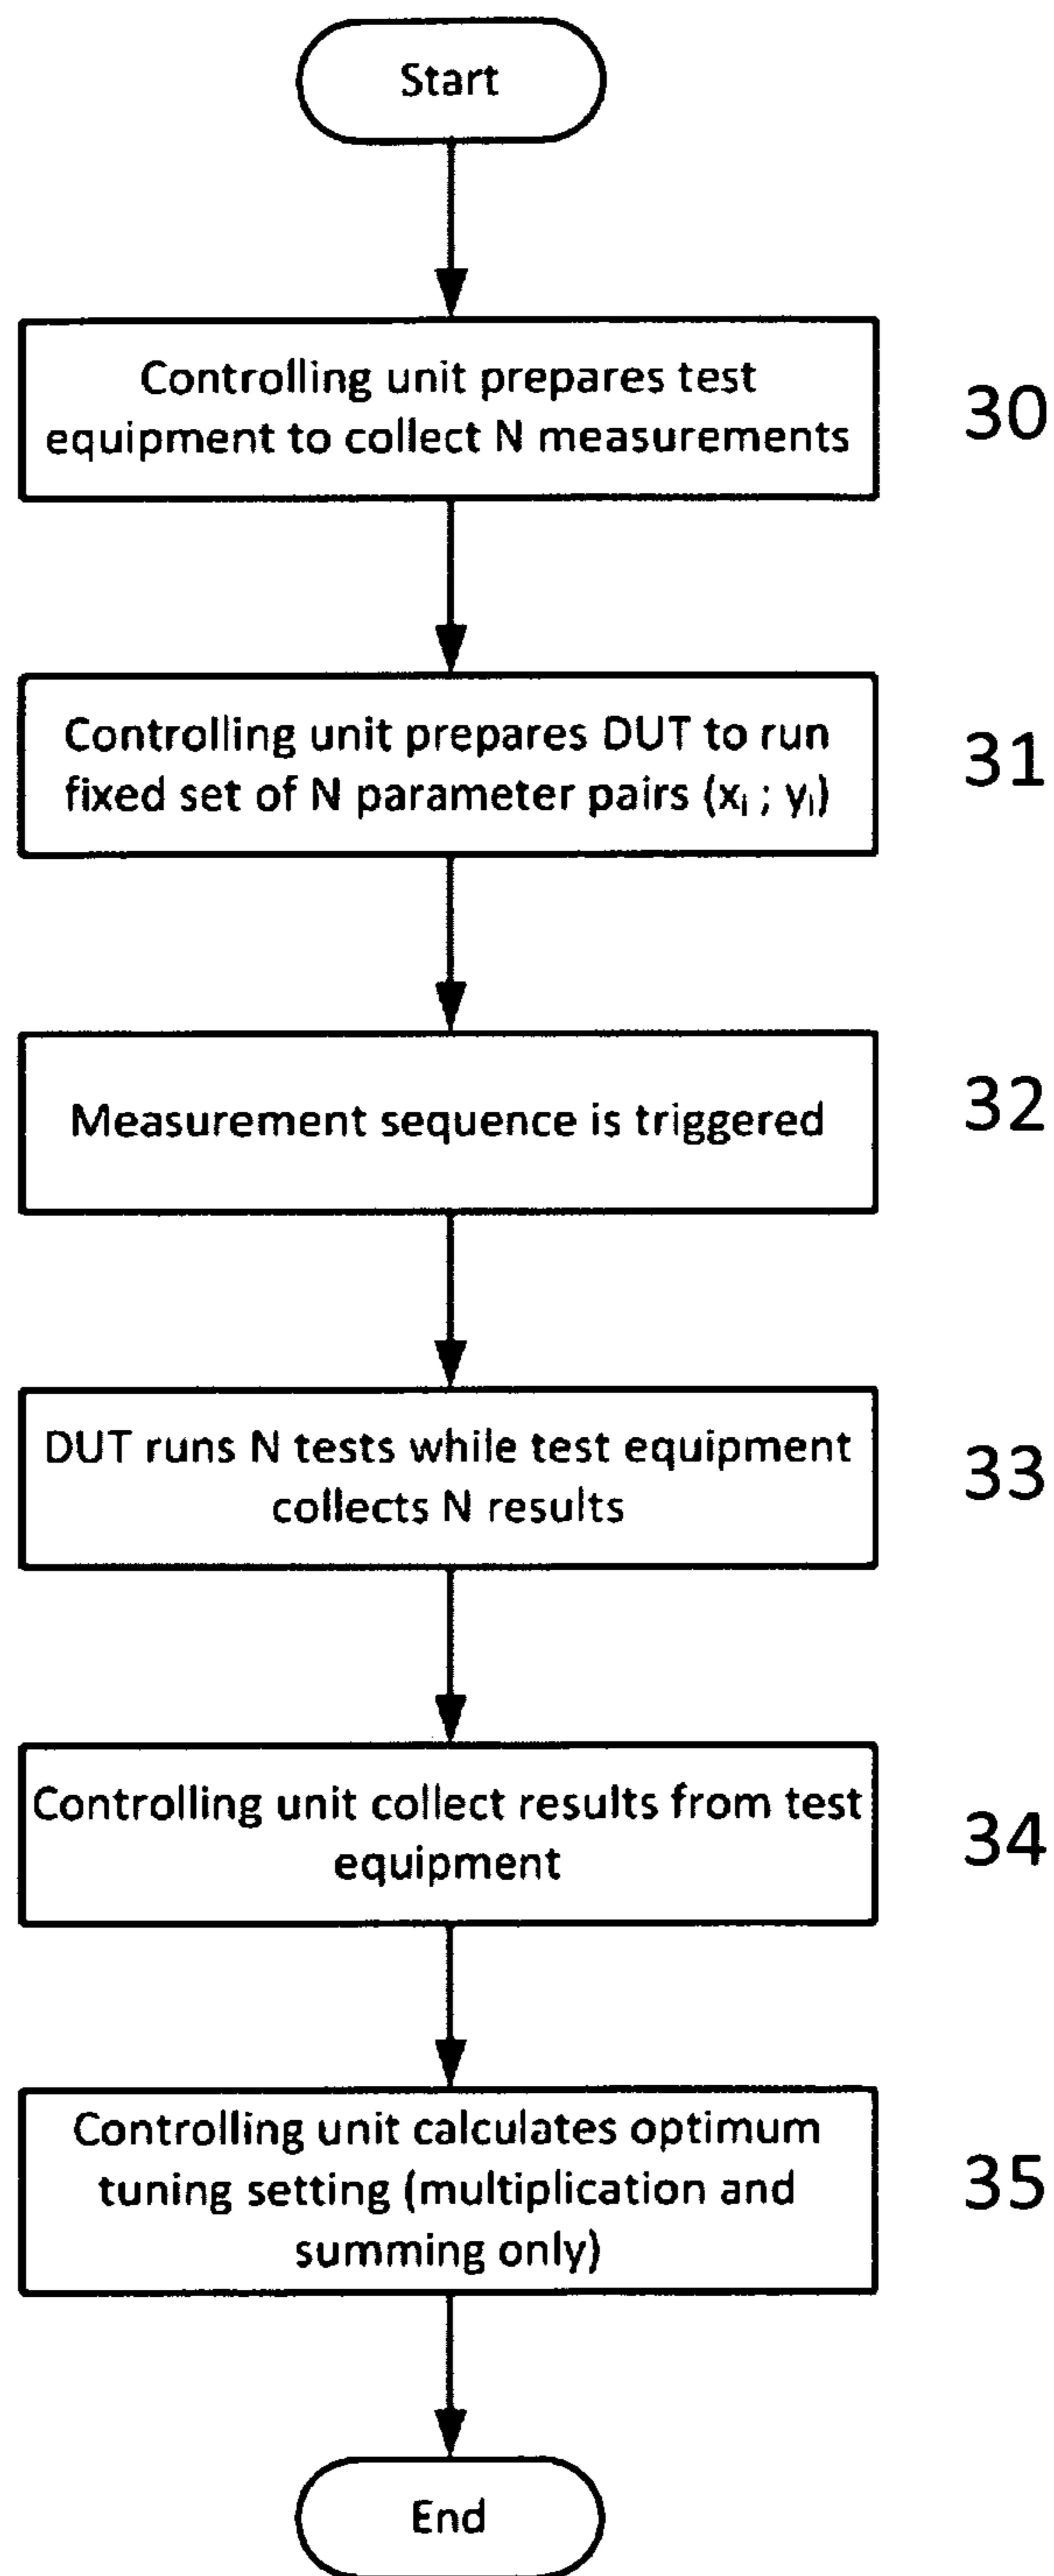 Start
Controlling unit prepares test
equipment to collect N measurements
30
Controlling unit prepares DUT to run
fixed set of N parameter pairs (xᵢ ; yᵢ)
31
Measurement sequence is triggered
32
DUT runs N tests while test equipment
collects N results
33
Controlling unit collect results from test
equipment
34
Controlling unit calculates optimum
tuning setting (multiplication and
summing only)
35
End